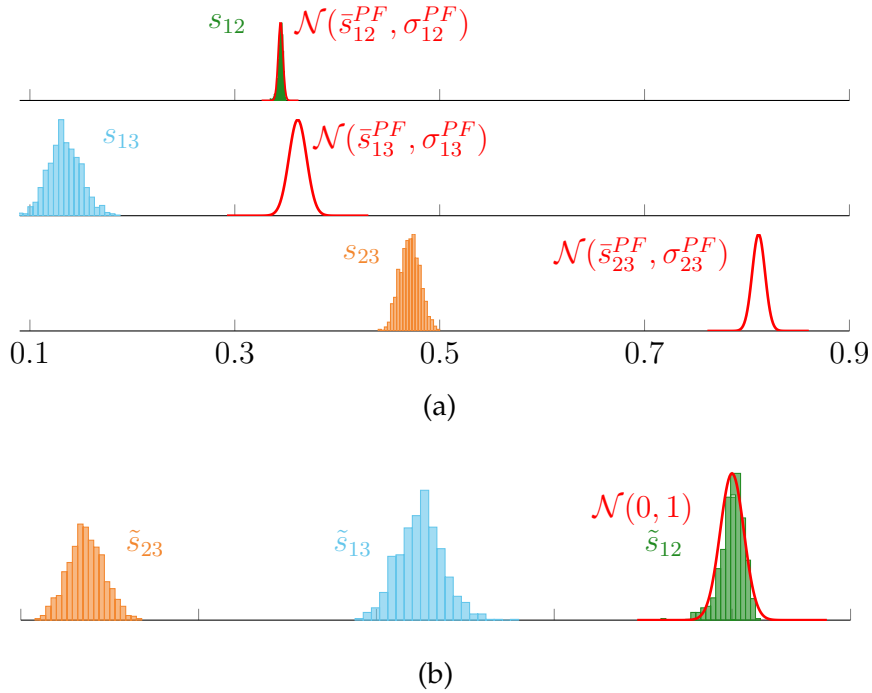 s₁₂ 𝒩(s̄₁₂^{PF}, σ₁₂^{PF})
s₁₃ 𝒩(s̄₁₃^{PF}, σ₁₃^{PF})
s₂₃ 𝒩(s̄₂₃^{PF}, σ₂₃^{PF})
0.1 0.3 0.5 0.7 0.9
(a)
𝒩(0, 1)
s̃₂₃ s̃₁₃ s̃₁₂
(b)